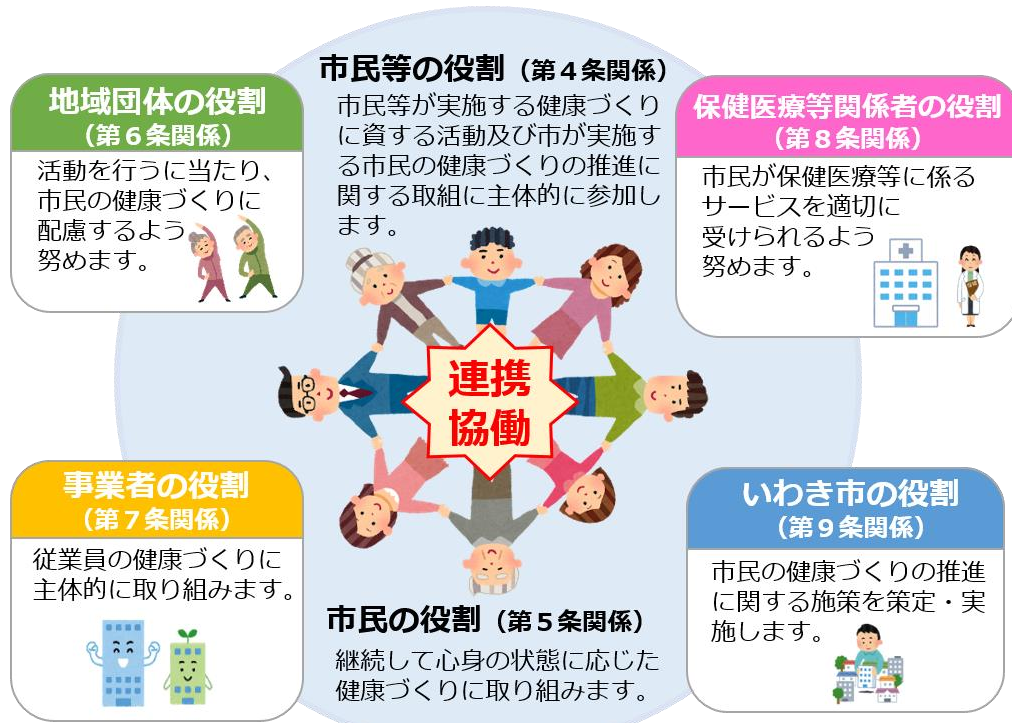 市民等の役割（第４条関係）
市民等が実施する健康づくり
に資する活動及び市が実施す
る市民の健康づくりの推進に
関する取組に主体的に参加し
ます。
地域団体の役割
（第６条関係）
活動を行うに当たり、
市民の健康づくりに
配慮するよう
努めます。
保健医療等関係者の役割
（第８条関係）
市民が保健医療等に係る
サービスを適切に
受けられるよう
努めます。
連携
協働
事業者の役割
（第７条関係）
従業員の健康づくりに
主体的に取り組みます。
いわき市の役割
（第９条関係）
市民の健康づくりの推進
に関する施策を策定・実
施します。
市民の役割（第５条関係）
継続して心身の状態に応じた
健康づくりに取り組みます。